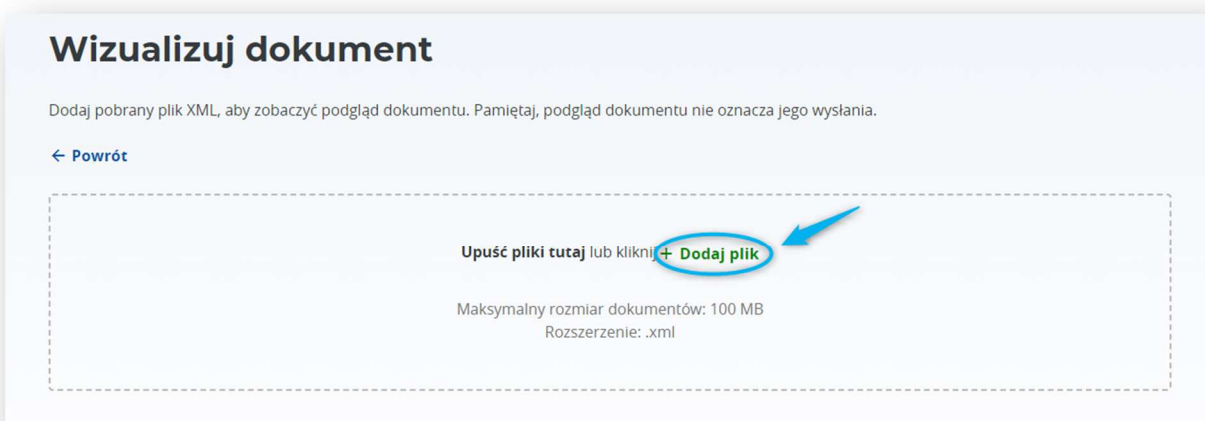 Wizualizuj dokument
Dodaj pobrany plik XML, aby zobaczyć podgląd dokumentu. Pamiętaj, podgląd dokumentu nie oznacza jego wysłania.
← Powrót
Upuść pliki tutaj lub kliknij + Dodaj plik
Maksymalny rozmiar dokumentów: 100 MB
Rozszerzenie: .xml